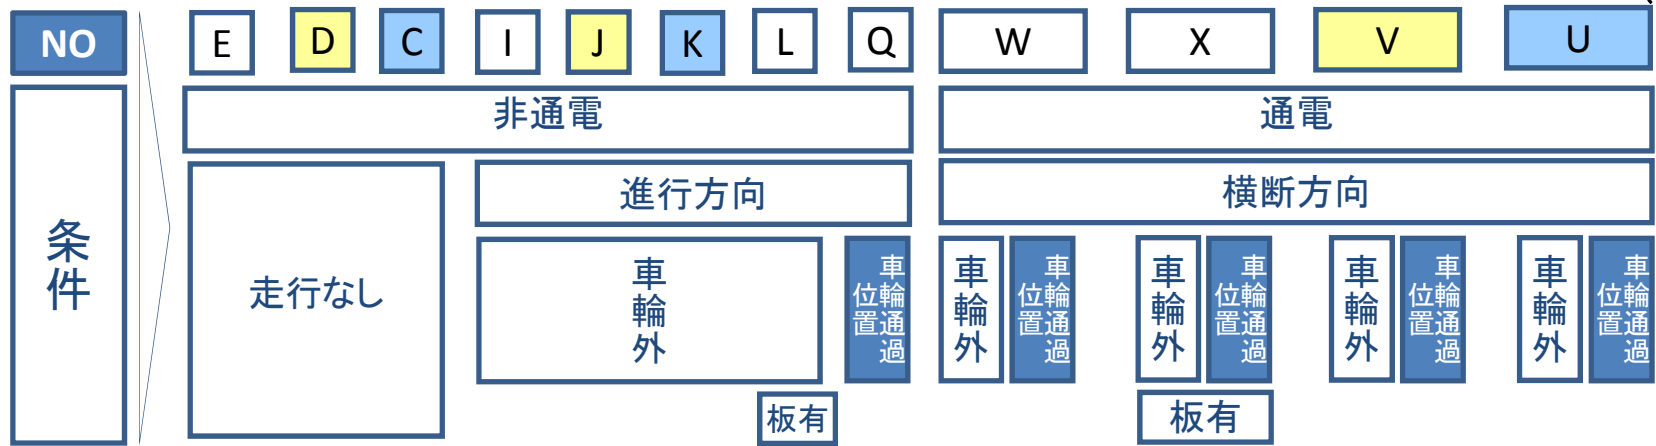 NO E D C I J K L Q W X V U
非通電 通電
進行方向 横断方向
条件 走行なし 車輪外 車輪通過位置 車輪外 車輪通過位置 車輪外 車輪通過位置 車輪外 車輪通過位置 車輪外 車輪通過位置
板有 板有